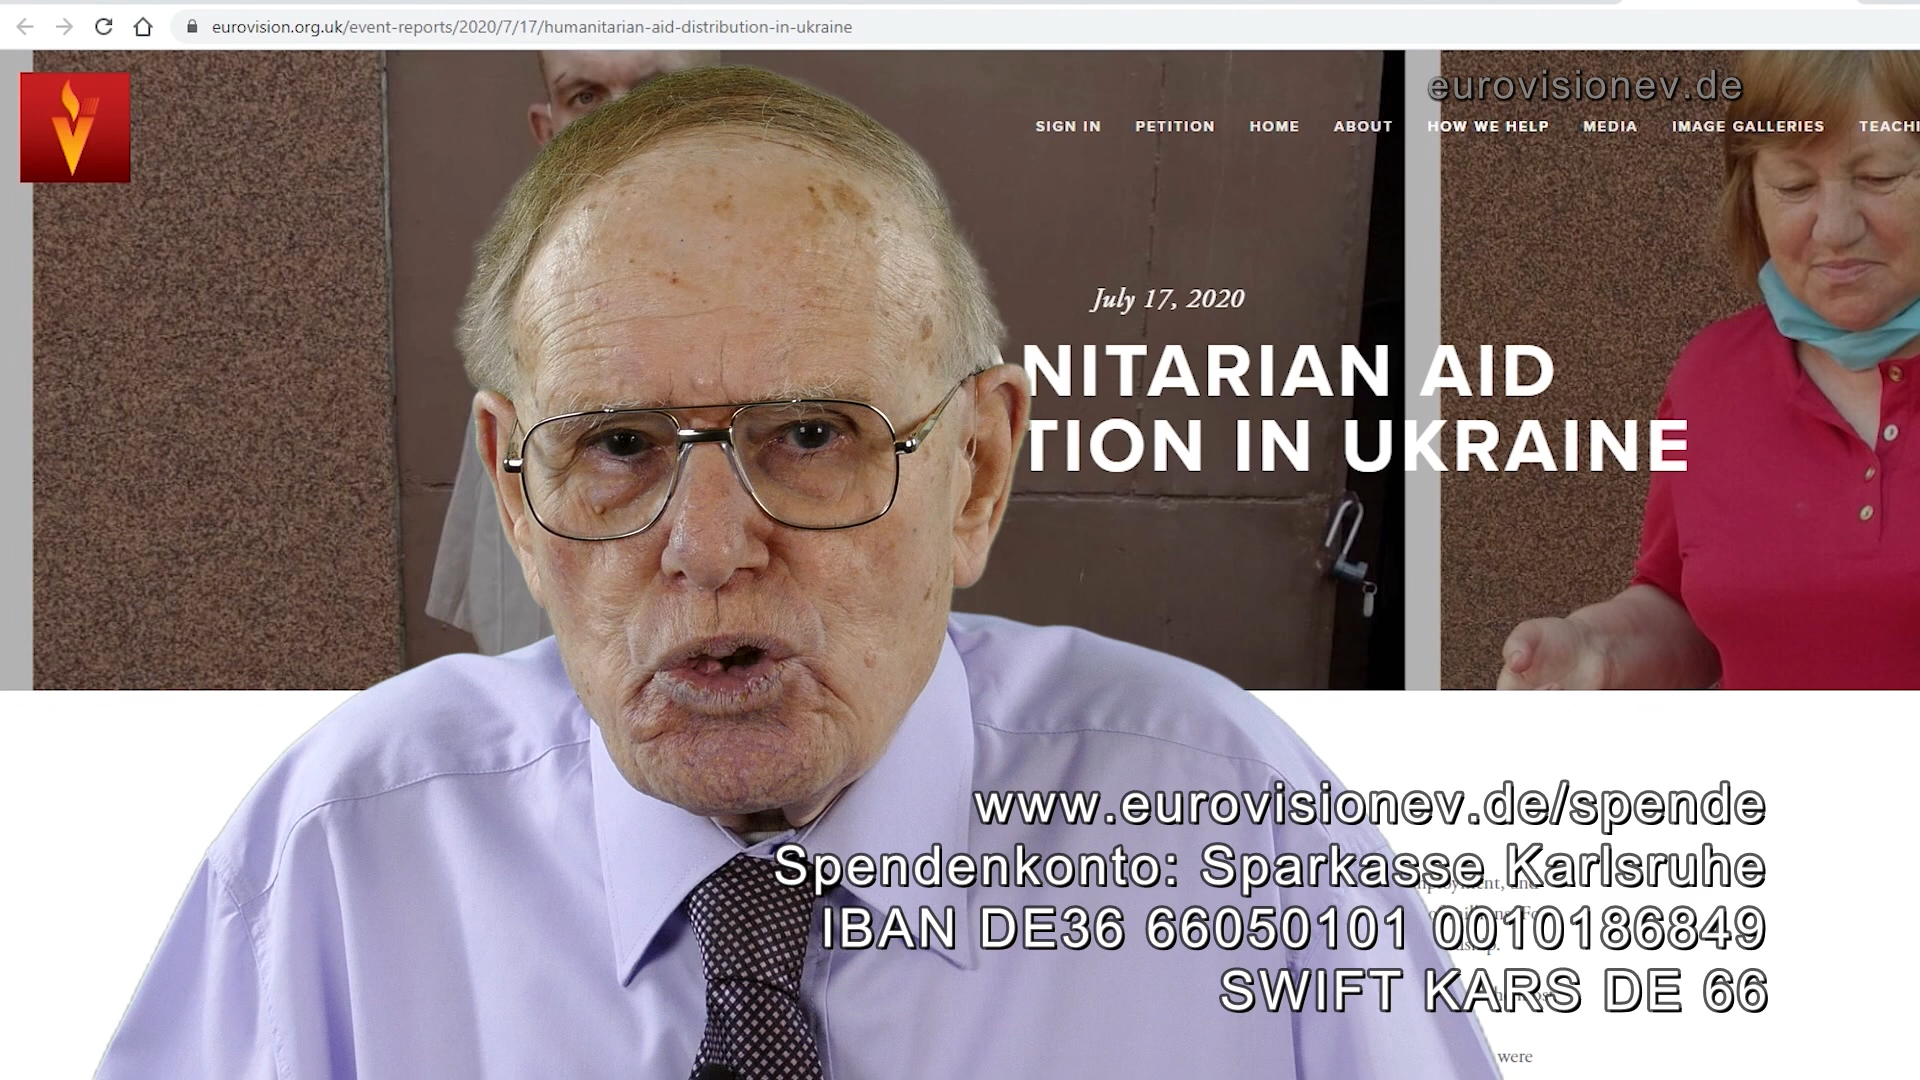 eurovision.org.uk/event-reports/2020/7/17/humanitarian-aid-distribution-in-ukraine
eurovisionev.de
SIGN IN PETITION HOME ABOUT HOW WE HELP MEDIA IMAGE GALLERIES TEACHI
July 17, 2020
NITARIAN AID
TION IN UKRAINE
www.eurovisionev.de/spende
Spendenkonto: Sparkasse Karlsruhe
IBAN DE36 66050101 0010186849
SWIFT KARS DE 66
were